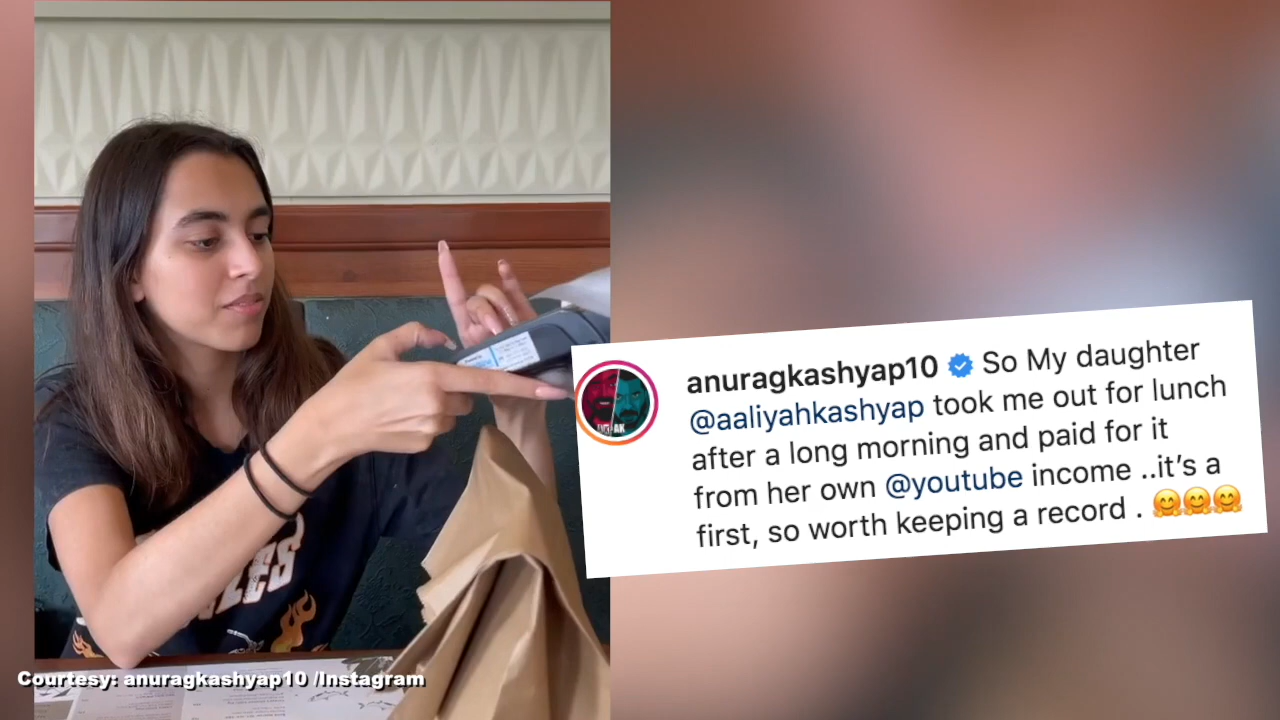 anuragkashyap10 So My daughter
@aaliyahkashyap took me out for lunch
after a long morning and paid for it
from her own @youtube income ..it’s a
first, so worth keeping a record . 🤗🤗🤗
Courtesy: anuragkashyap10 /Instagram